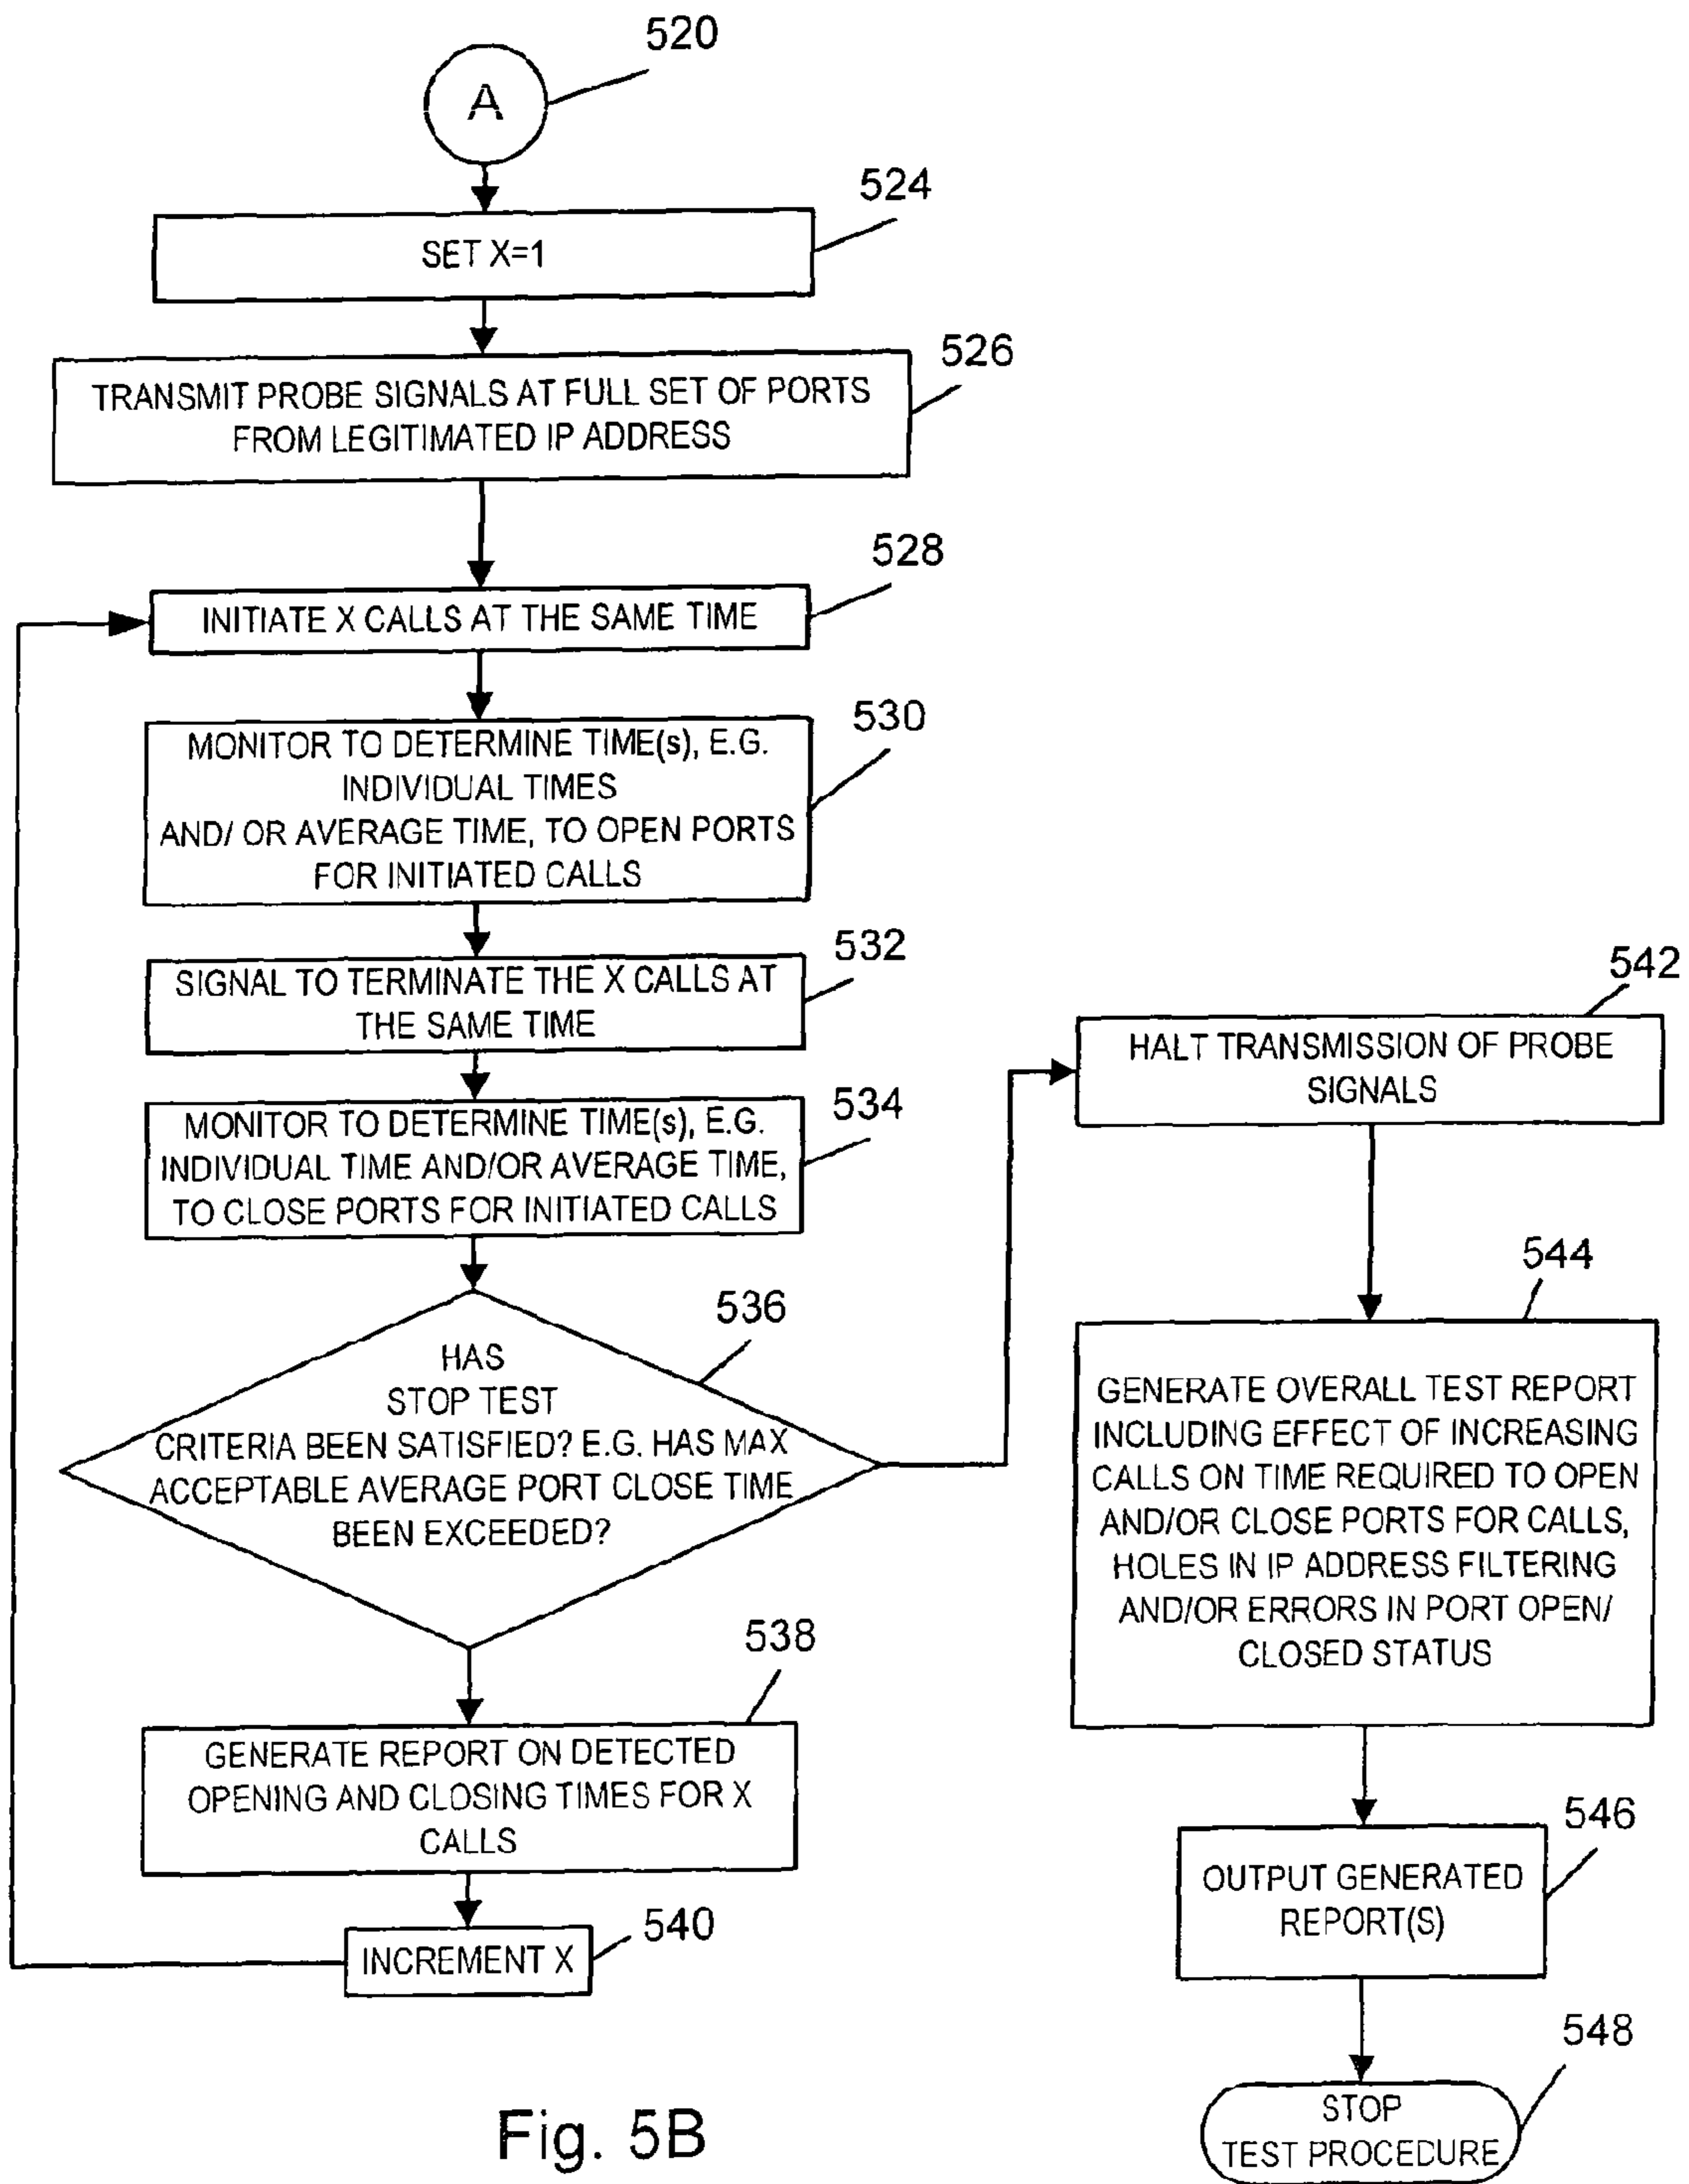 520
A
524
SET X=1
526
TRANSMIT PROBE SIGNALS AT FULL SET OF PORTS
FROM LEGITIMATED IP ADDRESS
528
INITIATE X CALLS AT THE SAME TIME
530
MONITOR TO DETERMINE TIME(s), E.G.
INDIVIDUAL TIMES
AND/ OR AVERAGE TIME, TO OPEN PORTS
FOR INITIATED CALLS
532
SIGNAL TO TERMINATE THE X CALLS AT
THE SAME TIME
534
MONITOR TO DETERMINE TIME(s), E.G.
INDIVIDUAL TIME AND/OR AVERAGE TIME,
TO CLOSE PORTS FOR INITIATED CALLS
536
HAS
STOP TEST
CRITERIA BEEN SATISFIED? E.G. HAS MAX
ACCEPTABLE AVERAGE PORT CLOSE TIME
BEEN EXCEEDED?
538
GENERATE REPORT ON DETECTED
OPENING AND CLOSING TIMES FOR X
CALLS
540
INCREMENT X
542
HALT TRANSMISSION OF PROBE
SIGNALS
544
GENERATE OVERALL TEST REPORT
INCLUDING EFFECT OF INCREASING
CALLS ON TIME REQUIRED TO OPEN
AND/OR CLOSE PORTS FOR CALLS,
HOLES IN IP ADDRESS FILTERING
AND/OR ERRORS IN PORT OPEN/
CLOSED STATUS
546
OUTPUT GENERATED
REPORT(S)
548
STOP
TEST PROCEDURE
Fig. 5B